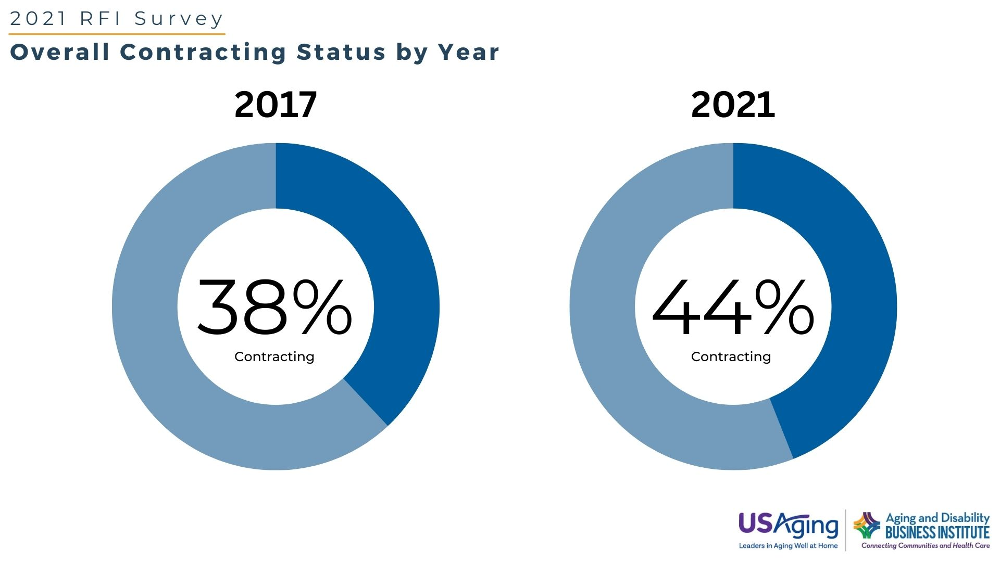 2021 RFI Survey
Overall Contracting Status by Year
2017
2021
38%
Contracting
44%
Contracting
USAging
Leaders in Aging Well at Home
Aging and Disability
BUSINESS INSTITUTE
Connecting Communities and Health Care